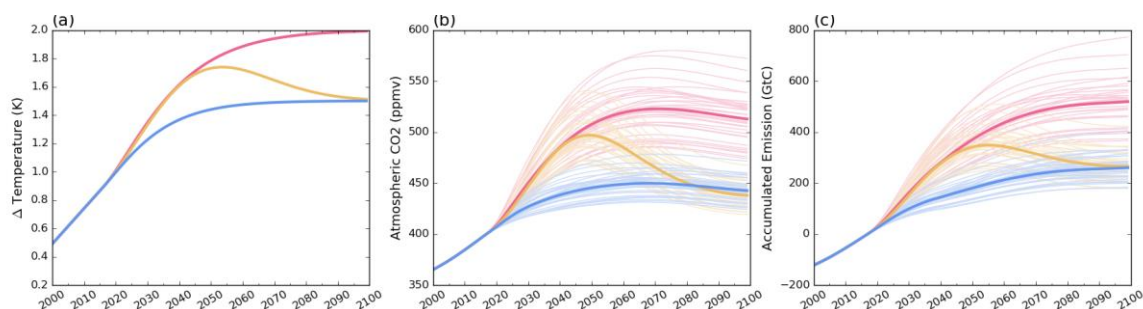 (a)
Δ Temperature (K)
2.0
1.8
1.6
1.4
1.2
1.0
0.8
0.6
0.4
0.2
2000 2010 2020 2030 2040 2050 2060 2070 2080 2090 2100
(b)
Atmospheric CO2 (ppmv)
600
550
500
450
400
350
2000 2010 2020 2030 2040 2050 2060 2070 2080 2090 2100
(c)
Accumulated Emission (GtC)
800
600
400
200
0
−200
2000 2010 2020 2030 2040 2050 2060 2070 2080 2090 2100